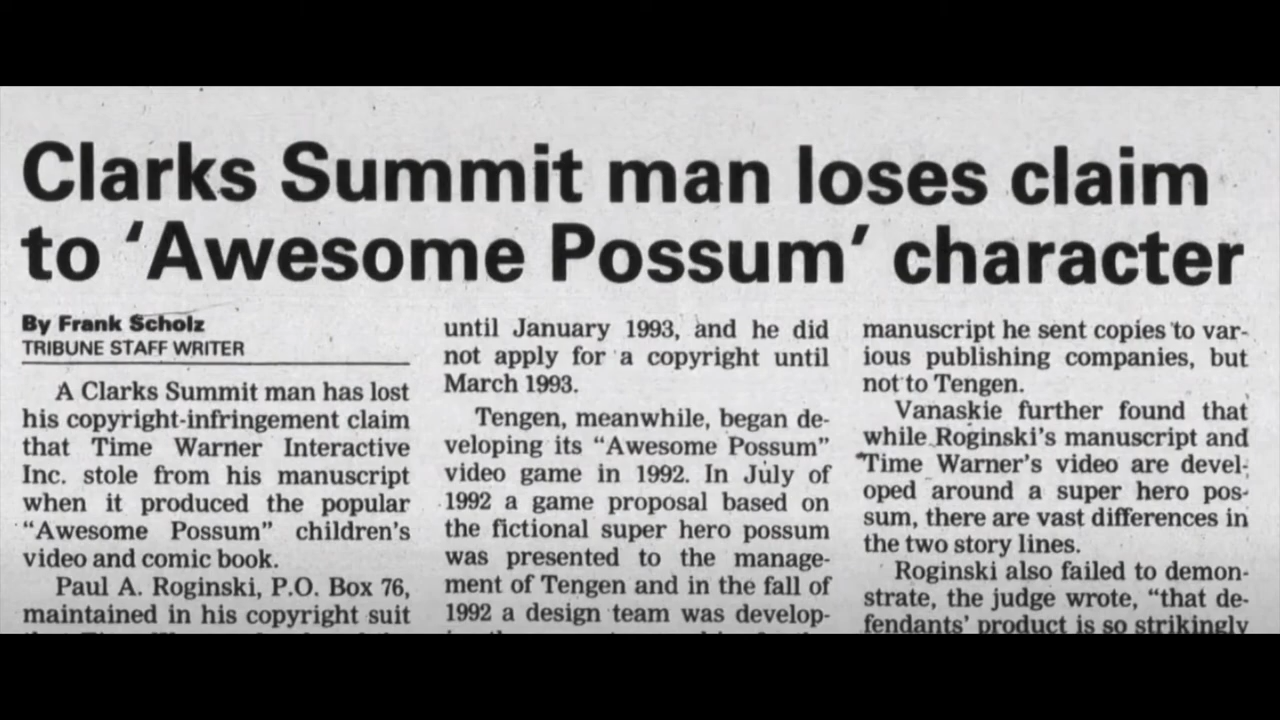 Clarks Summit man loses claim
to ‘Awesome Possum’ character
By Frank Scholz
TRIBUNE STAFF WRITER
A Clarks Summit man has lost
his copyright-infringement claim
that Time Warner Interactive
Inc. stole from his manuscript
when it produced the popular
“Awesome Possum” children’s
video and comic book.
Paul A. Roginski, P.O. Box 76,
maintained in his copyright suit
until January 1993, and he did
not apply for a copyright until
March 1993.
Tengen, meanwhile, began de-
veloping its “Awesome Possum”
video game in 1992. In July of
1992 a game proposal based on
the fictional super hero possum
was presented to the manage-
ment of Tengen and in the fall of
1992 a design team was develop-
manuscript he sent copies to var-
ious publishing companies, but
not to Tengen.
Vanaskie further found that
while Roginski’s manuscript and
Time Warner’s video are devel-
oped around a super hero pos-
sum, there are vast differences in
the two story lines.
Roginski also failed to demon-
strate, the judge wrote, “that de-
fendants’ product is so strikingly